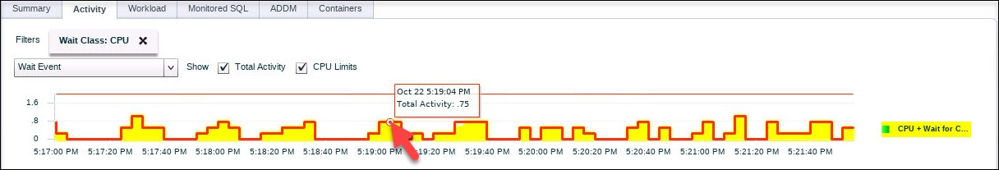 Summary Activity Workload Monitored SQL ADDM Containers
Filters Wait Class: CPU
Wait Event Show Total Activity CPU Limits
Oct 22 5:19:04 PM
Total Activity: .75
1.6
.8
0
CPU + Wait for C...
5:17:00 PM 5:17:20 PM 5:17:40 PM 5:18:00 PM 5:18:20 PM 5:18:40 PM 5:19:00 PM 5:19:20 PM 5:19:40 PM 5:20:00 PM 5:20:20 PM 5:20:40 PM 5:21:00 PM 5:21:20 PM 5:21:40 PM